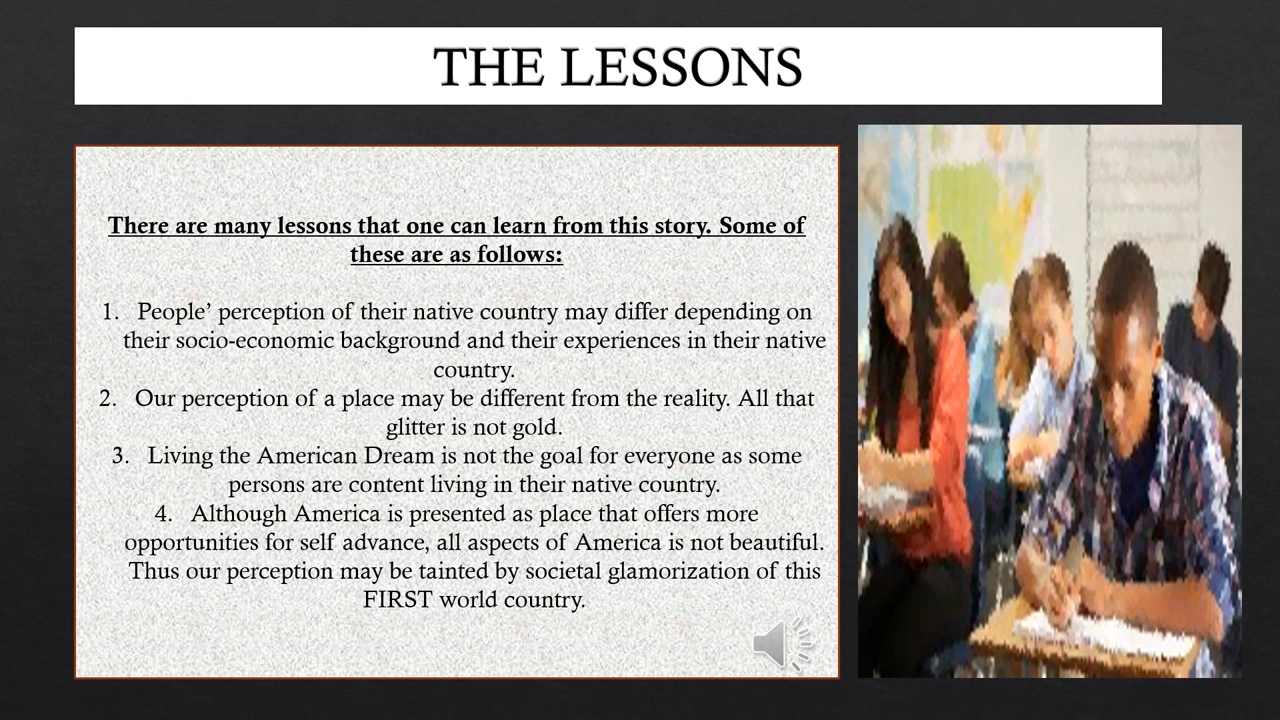 THE LESSONS
There are many lessons that one can learn from this story. Some of
these are as follows:
1. People’ perception of their native country may differ depending on
their socio-economic background and their experiences in their native
country.
2. Our perception of a place may be different from the reality. All that
glitter is not gold.
3. Living the American Dream is not the goal for everyone as some
persons are content living in their native country.
4. Although America is presented as place that offers more
opportunities for self advance, all aspects of America is not beautiful.
Thus our perception may be tainted by societal glamorization of this
FIRST world country.